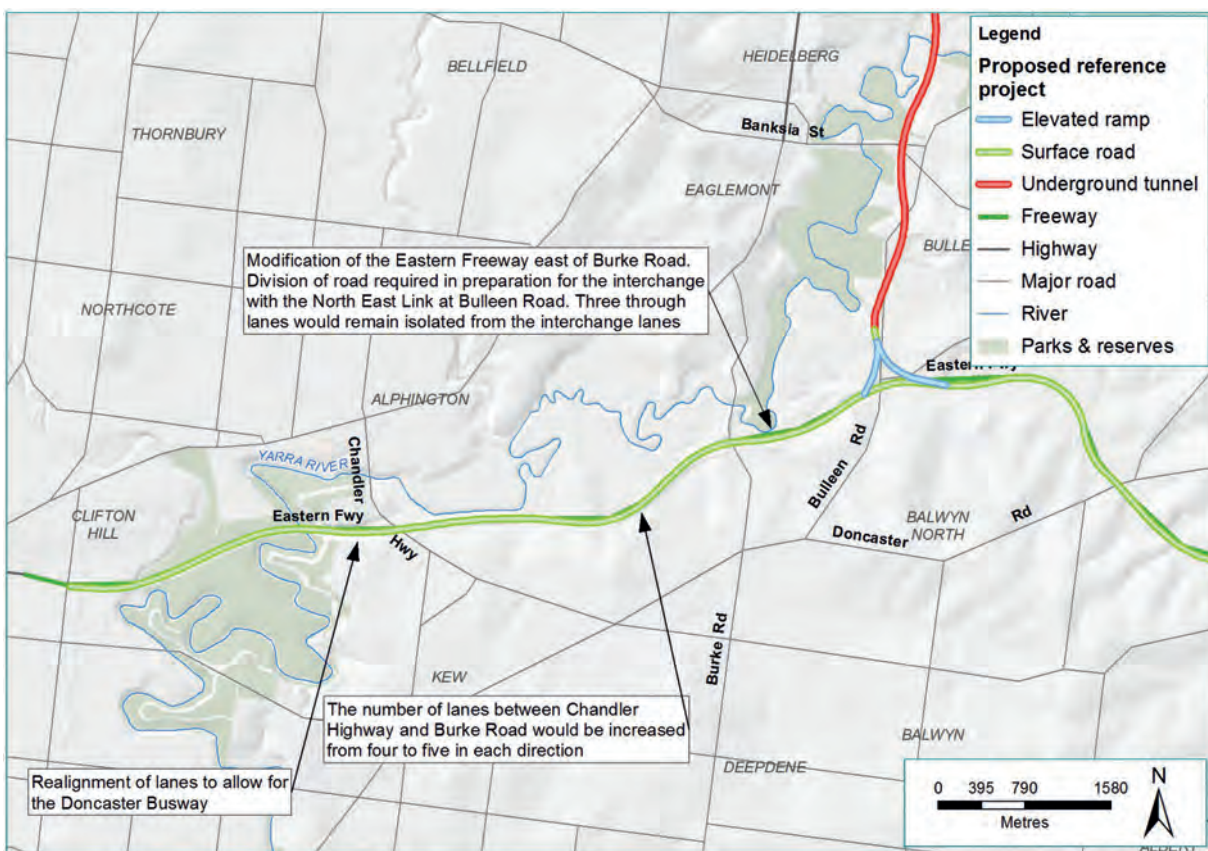 BELLFIELD
HEIDELBERG
THORNBURY
Banksia St
EAGLEMONT
Legend
Proposed reference
project
Elevated ramp
Surface road
Underground tunnel
Freeway
Highway
Major road
River
Parks & reserves
Modification of the Eastern Freeway east of Burke Road.
Division of road required in preparation for the interchange
with the North East Link at Bulleen Road. Three through
lanes would remain isolated from the interchange lanes
NORTHCOTE
Eastern Fwy
ALPHINGTON
Chandler
Hwy
YARRA RIVER
Bulleen Rd
CLIFTON
HILL
Eastern Fwy
BALWYN
NORTH
Doncaster Rd
Burke Rd
KEW
The number of lanes between Chandler
Highway and Burke Road would be increased
from four to five in each direction
BALWYN
DEEPDENE
Realignment of lanes to allow for
the Doncaster Busway
0 395 790 1580
Metres
N